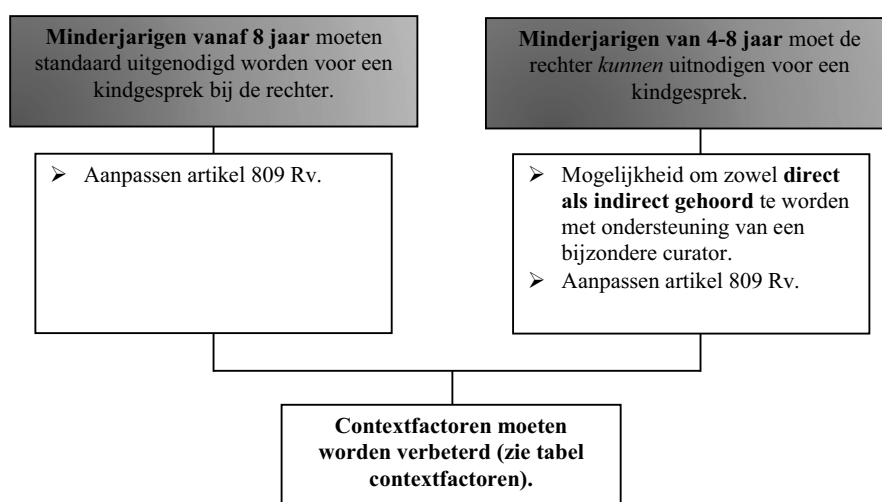 Minderjarigen vanaf 8 jaar moeten
standaard uitgenodigd worden voor een
kindgesprek bij de rechter.
Minderjarigen van 4-8 jaar moet de
rechter kunnen uitnodigen voor een
kindgesprek.
➢ Aanpassen artikel 809 Rv.
➢ Mogelijkheid om zowel direct
als indirect gehoord te worden
met ondersteuning van een
bijzondere curator.
➢ Aanpassen artikel 809 Rv.
Contextfactoren moeten
worden verbeterd (zie tabel
contextfactoren).